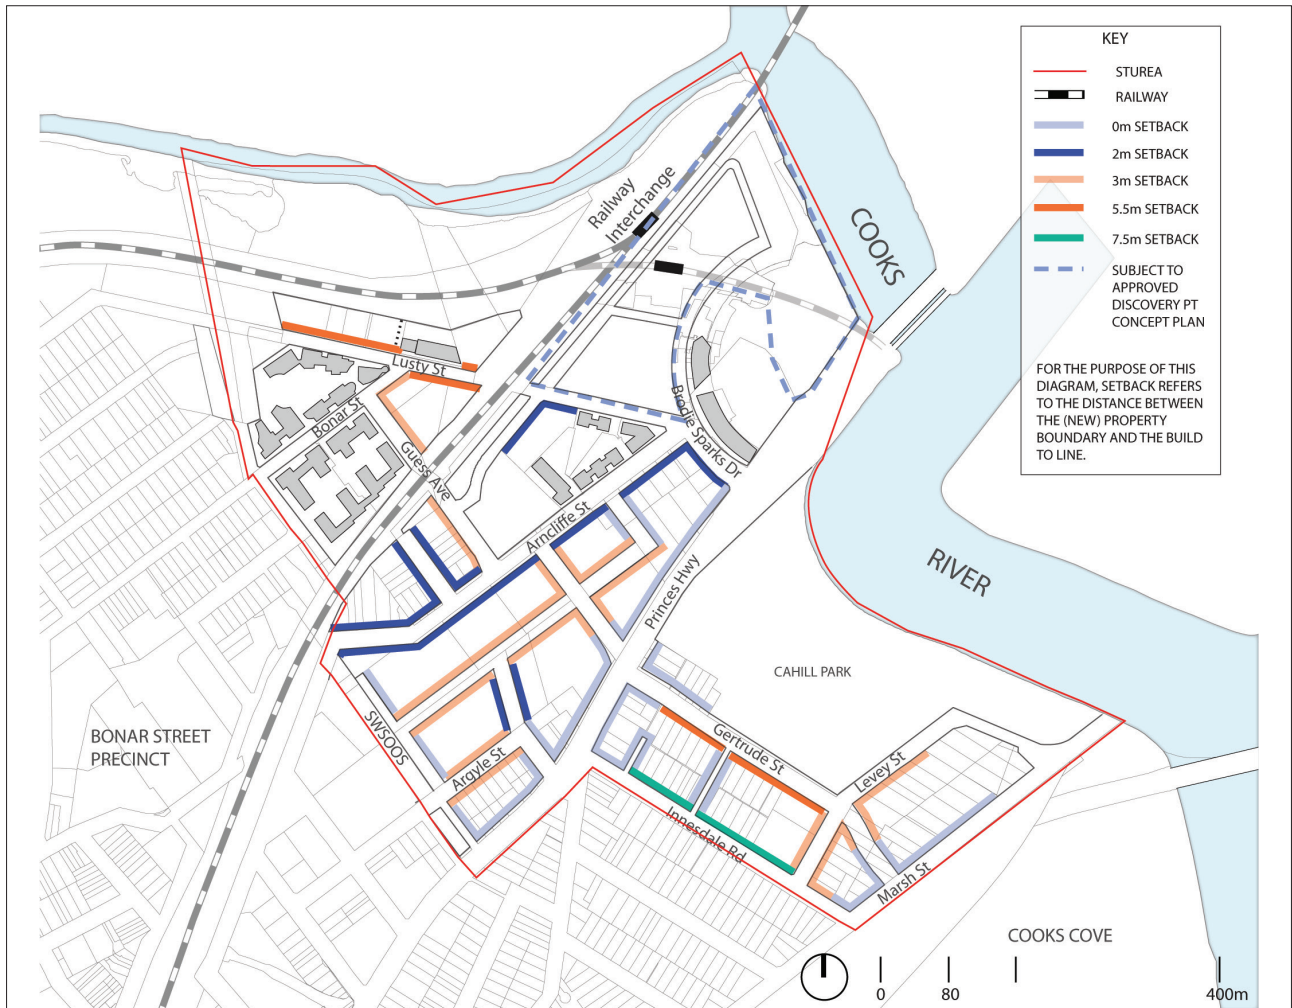 KEY
STUREA
RAILWAY
0m SETBACK
2m SETBACK
3m SETBACK
5.5m SETBACK
7.5m SETBACK
SUBJECT TO
APPROVED
DISCOVERY PT
CONCEPT PLAN
FOR THE PURPOSE OF THIS
DIAGRAM, SETBACK REFERS
TO THE DISTANCE BETWEEN
THE (NEW) PROPERTY
BOUNDARY AND THE BUILD
TO LINE.
Railway
Interchange
COOKS
RIVER
Lusty St
Bonar St
Guess Ave
Brodie Sparks Dr
Arncliffe St
Princes Hwy
CAHILL PARK
BONAR STREET
PRECINCT
SWSOOS
Argyle St
Gertrude St
Levey St
Innesdale Rd
Marsh St
COOKS COVE
0
80
400m